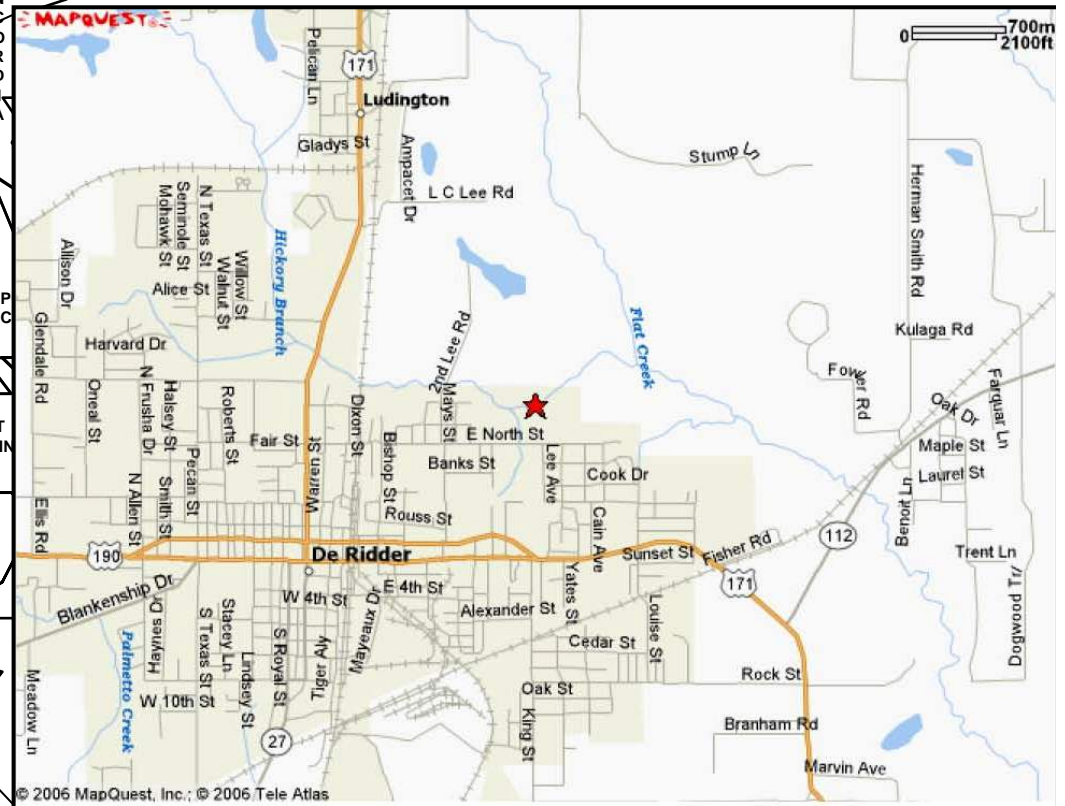 MAPQUEST
0
700m
2100ft
171
Pelican Ln
Ludington
Gladys St
Ampacet Dr
L C Lee Rd
Stump Ln
Herman Smith Rd
N Texas St
Seminole St
Mohawk St
Willow St
Walnut St
Alice St
Allison Dr
Hickory Branch
Flat Creek
Glendale Rd
Harvard Dr
2nd Lee Rd
Kulaga Rd
Fower Rd
Oneal St
N Frusha Dr
Halsey St
Roberts St
Dixon St
Mays St
Oak Dr
Farquar Ln
Fair St
E North St
Warren St
Bishop St
Banks St
Lee Ave
Cook Dr
Maple St
Laurel St
Pecan St
N Allen St
Smith St
Ellis Rd
Rouss St
Cain Ave
Benoit Ln
112
190
De Ridder
Sunset St
Fisher Rd
Trent Ln
171
Blankenship Dr
E 4th St
W 4th St
Yates St
Alexander St
Louise St
Haynes Dr
S Texas St
Stacey Ln
Mayeaux Dr
Dogwood Trl
Palmetto Creek
Lindsey St
S Royal St
Tiger Aly
Cedar St
Rock St
Meadow Ln
W 10th St
Oak St
King St
27
Branham Rd
Marvin Ave
© 2006 MapQuest, Inc.; © 2006 Tele Atlas